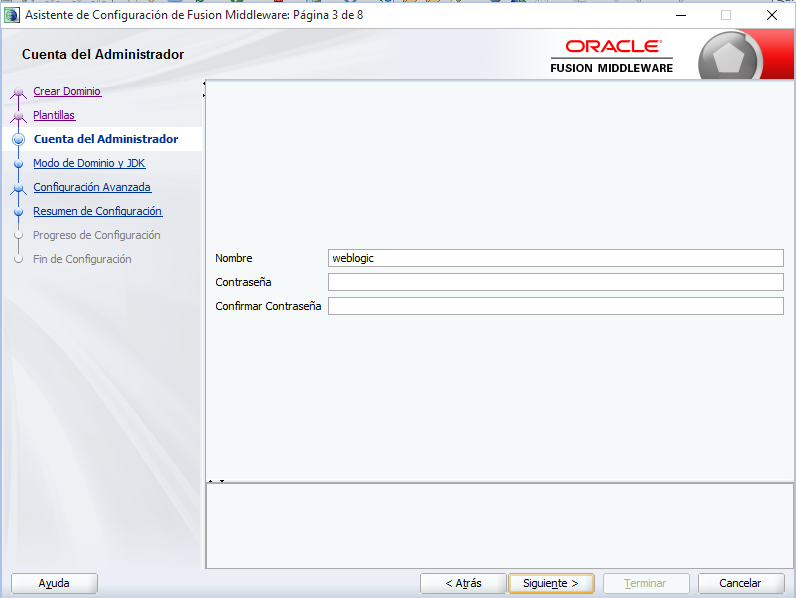 Asistente de Configuración de Fusion Middleware: Página 3 de 8
Cuenta del Administrador
ORACLE
FUSION MIDDLEWARE
Crear Dominio
Plantillas
Cuenta del Administrador
Modo de Dominio y JDK
Configuración Avanzada
Resumen de Configuración
Progreso de Configuración
Fin de Configuración
Nombre weblogic
Contraseña
Confirmar Contraseña
Ayuda < Atrás Siguiente > Terminar Cancelar